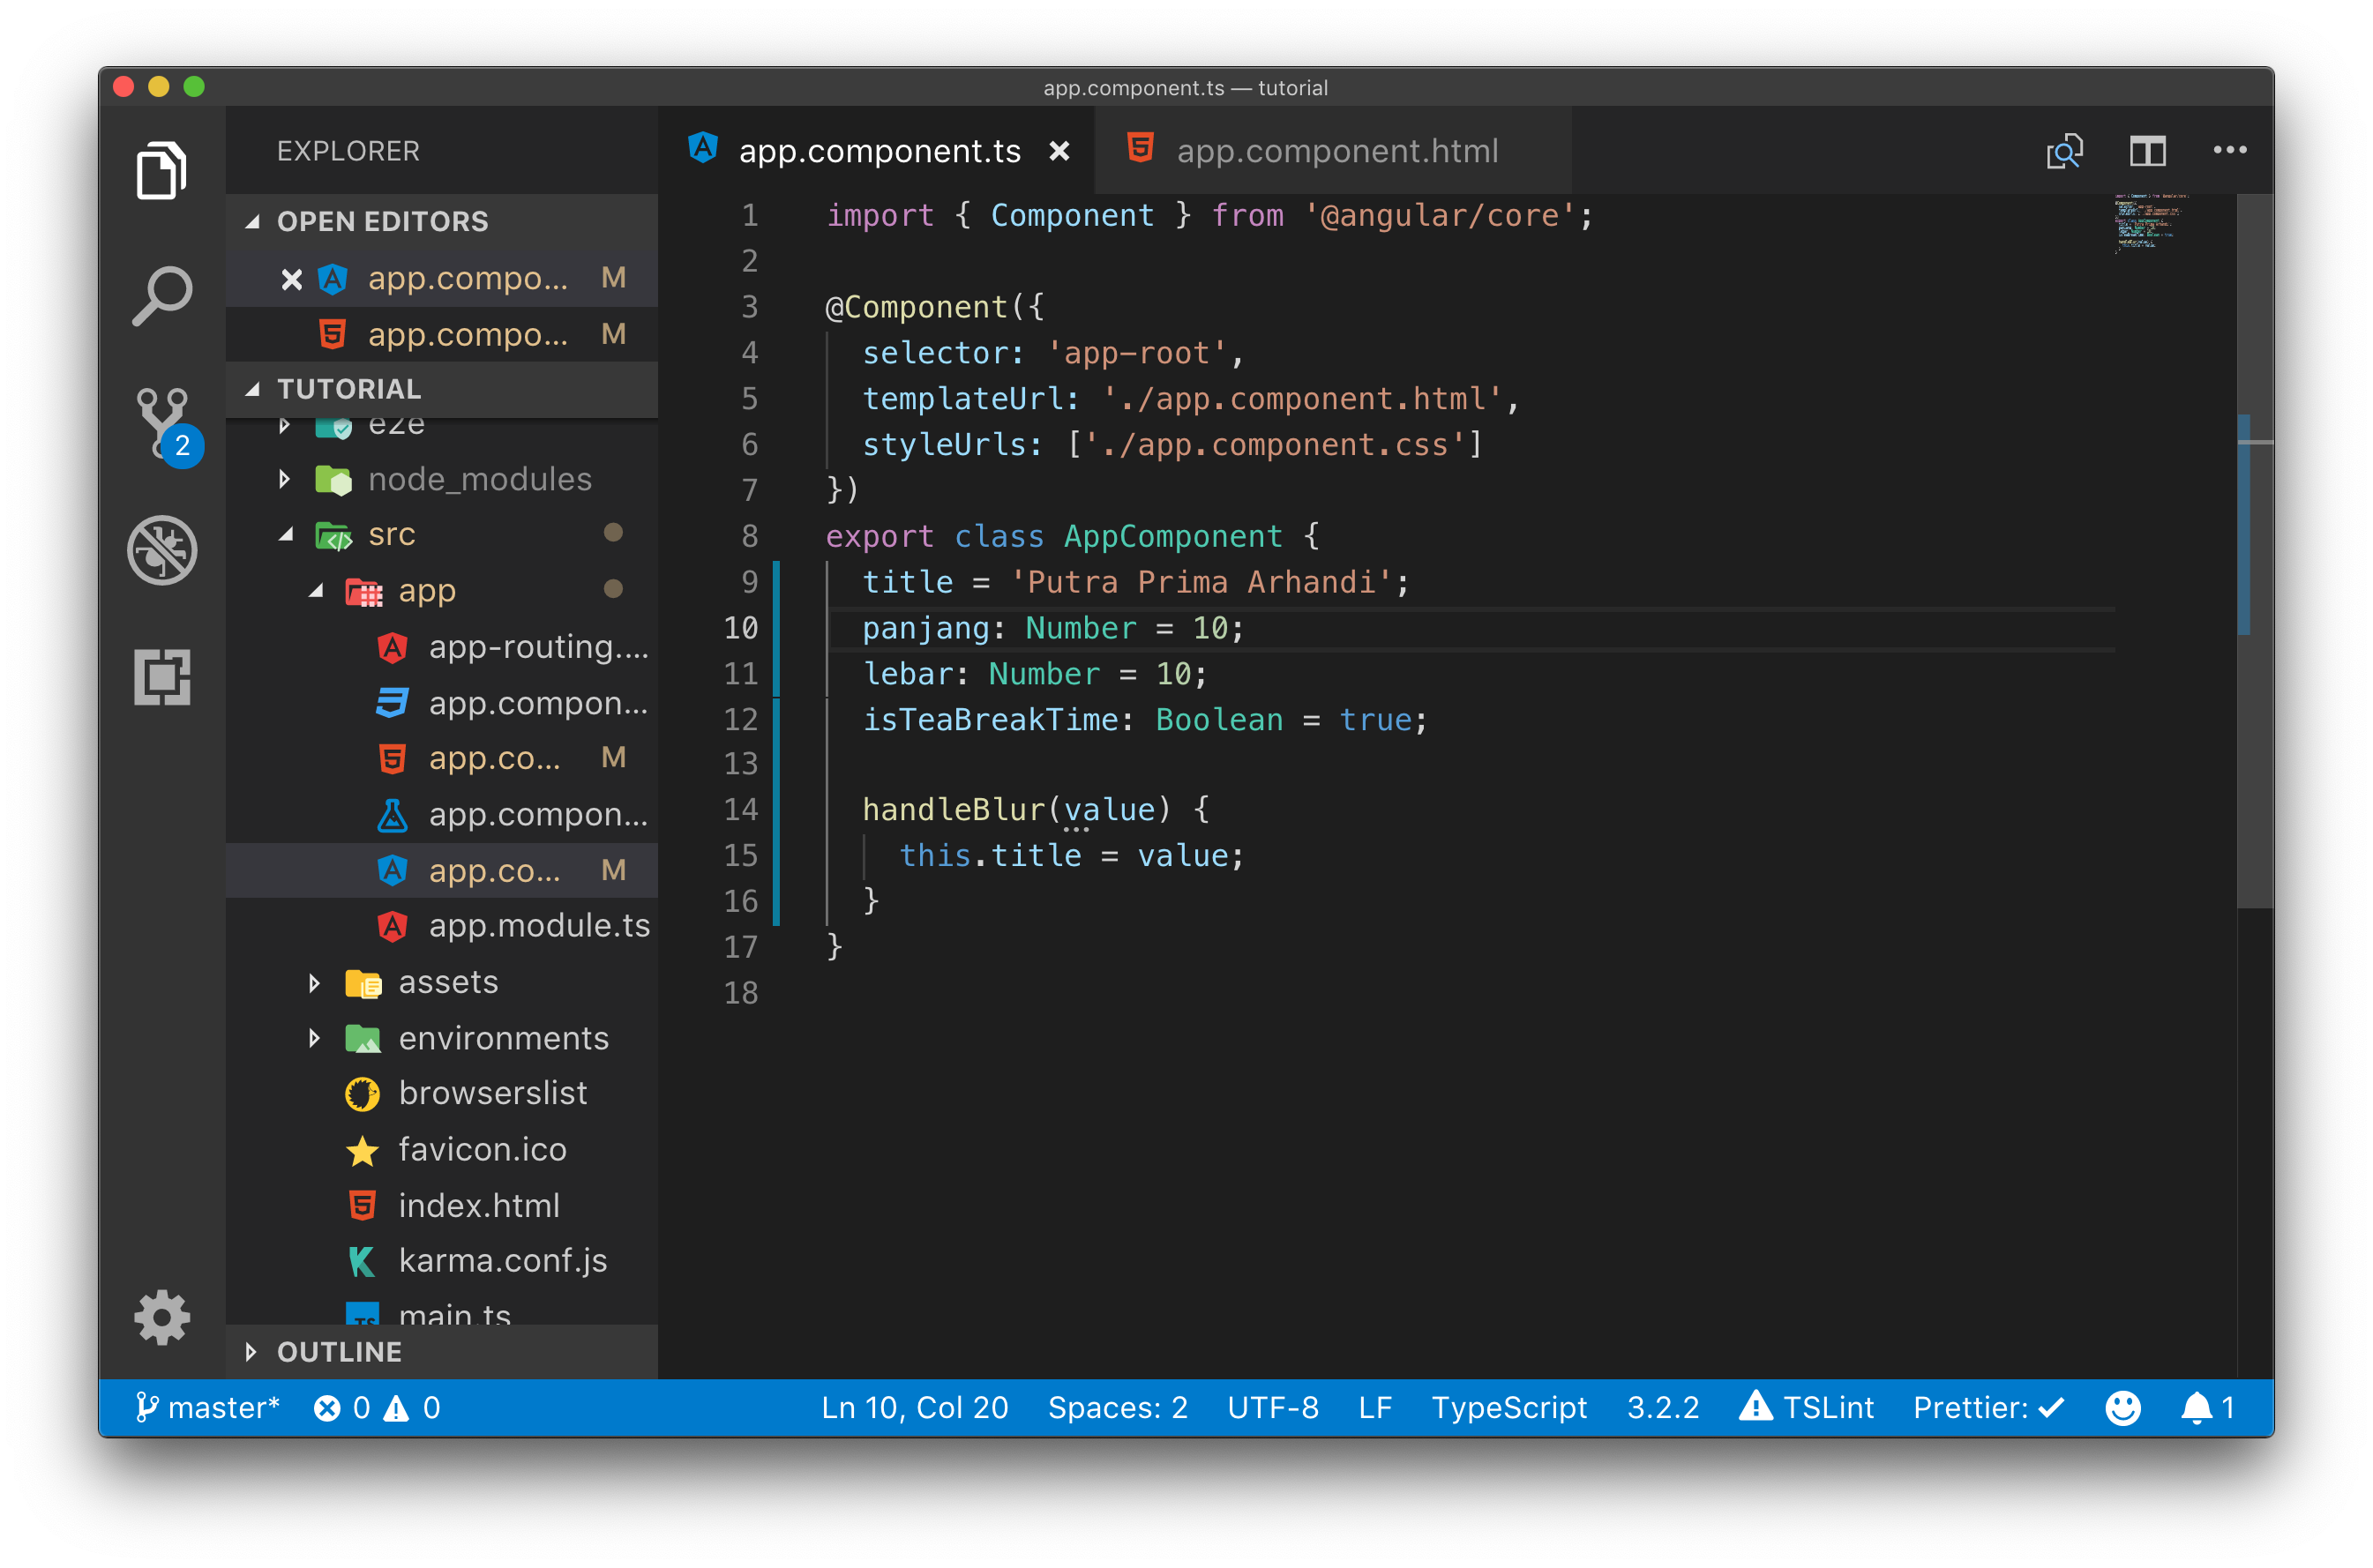 app.component.ts — tutorial
EXPLORER
OPEN EDITORS
app.compo... M
app.compo... M
TUTORIAL
e2e
node_modules
src
app
app-routing....
app.compon...
app.co... M
app.compon...
app.co... M
app.module.ts
assets
environments
browserslist
favicon.ico
index.html
karma.conf.js
main.ts
OUTLINE
2
app.component.ts
app.component.html
1 import { Component } from '@angular/core';
2
3 @Component({
4 selector: 'app-root',
5 templateUrl: './app.component.html',
6 styleUrls: ['./app.component.css']
7 })
8 export class AppComponent {
9 title = 'Putra Prima Arhandi';
10 panjang: Number = 10;
11 lebar: Number = 10;
12 isTeaBreakTime: Boolean = true;
13
14 handleBlur(value) {
15 this.title = value;
16 }
17 }
18
master* 0 0 Ln 10, Col 20 Spaces: 2 UTF-8 LF TypeScript 3.2.2 TSLint Prettier: ✓ 1